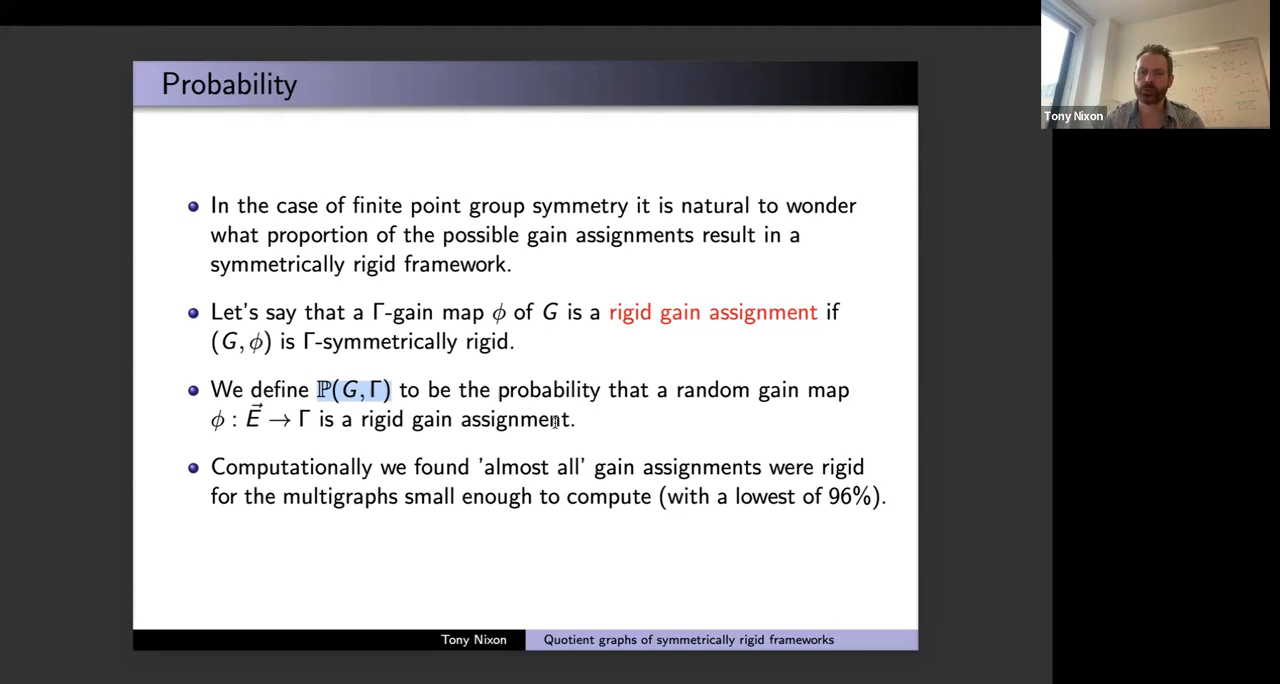 Probability
In the case of finite point group symmetry it is natural to wonder
what proportion of the possible gain assignments result in a
symmetrically rigid framework.
Let's say that a Γ-gain map ϕ of G is a rigid gain assignment if
(G, ϕ) is Γ-symmetrically rigid.
We define ℙ(G, Γ) to be the probability that a random gain map
ϕ : E⃗ → Γ is a rigid gain assignment.
Computationally we found 'almost all' gain assignments were rigid
for the multigraphs small enough to compute (with a lowest of 96%).
Tony Nixon
Quotient graphs of symmetrically rigid frameworks
Tony Nixon